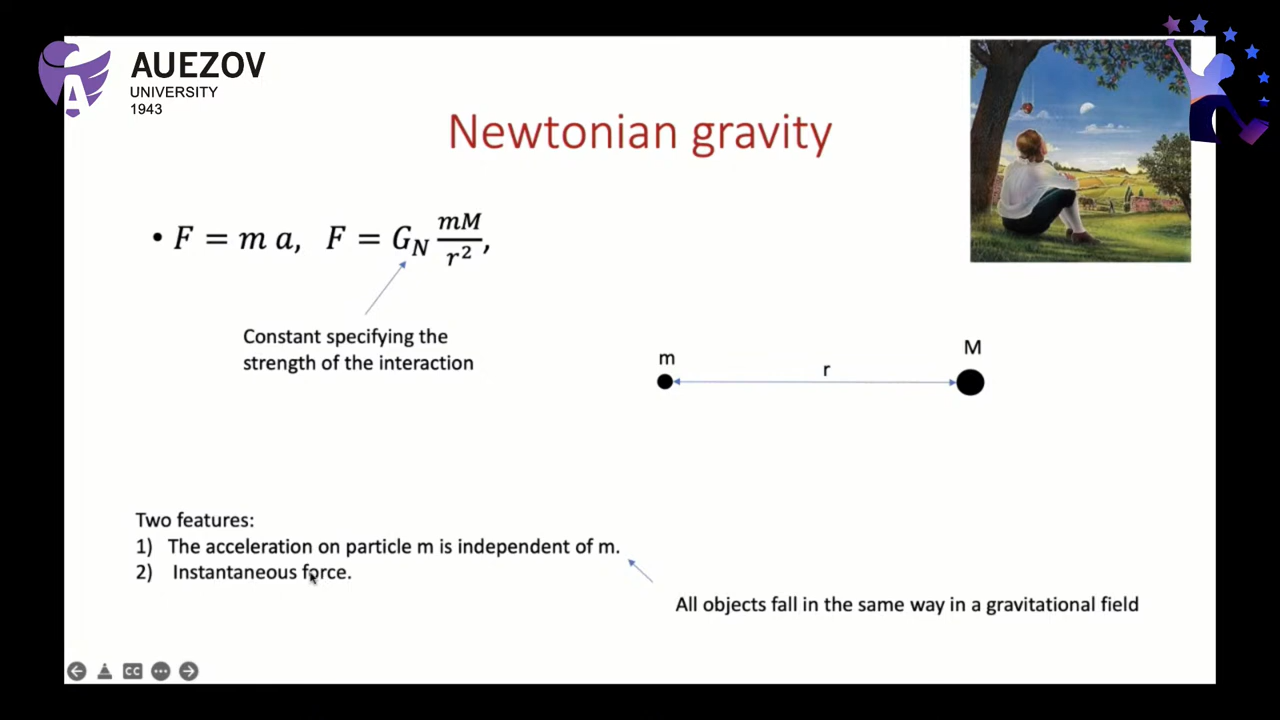 AUEZOV
UNIVERSITY
1943
Newtonian gravity
• F = m a, F = G_N mM/r²,
Constant specifying the
strength of the interaction
m
M
r
Two features:
1) The acceleration on particle m is independent of m.
2) Instantaneous force.
All objects fall in the same way in a gravitational field
CC